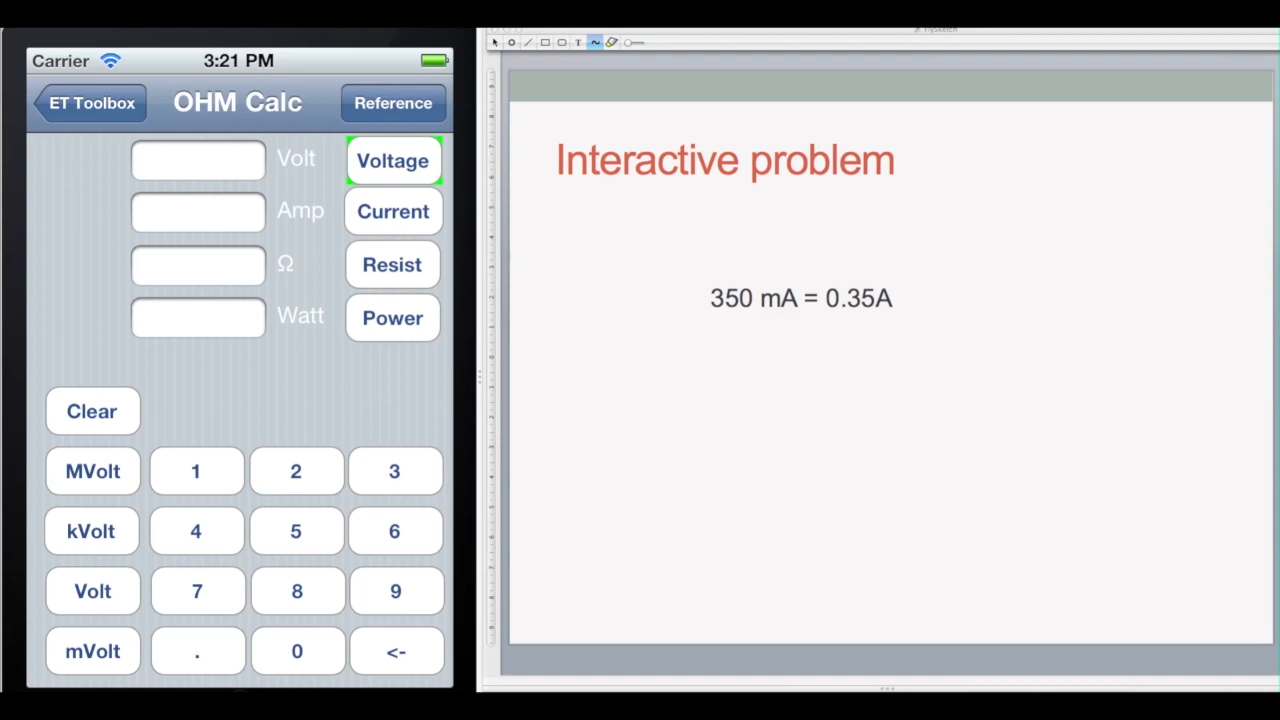 Carrier 3:21 PM
ET Toolbox OHM Calc Reference
Volt Voltage
Amp Current
Ω Resist
Watt Power
Clear
MVolt 1 2 3
kVolt 4 5 6
Volt 7 8 9
mVolt . 0 <-
T
Interactive problem
350 mA = 0.35A